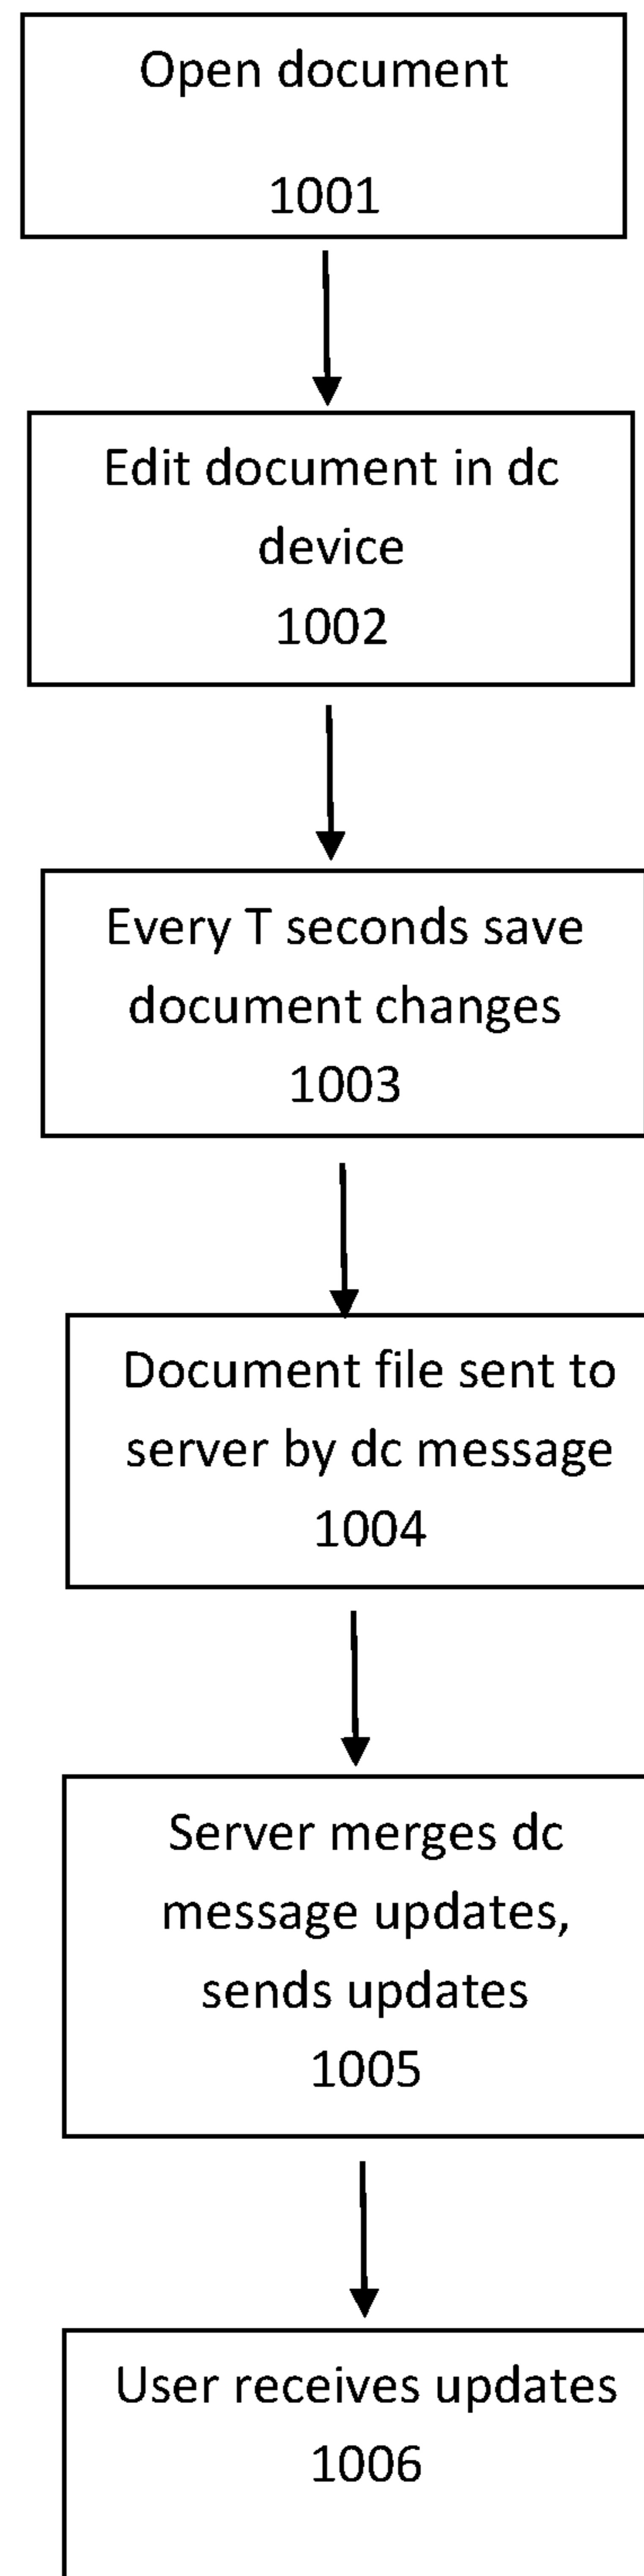 Open document
1001
Edit document in dc
device
1002
Every T seconds save
document changes
1003
Document file sent to
server by dc message
1004
Server merges dc
message updates,
sends updates
1005
User receives updates
1006